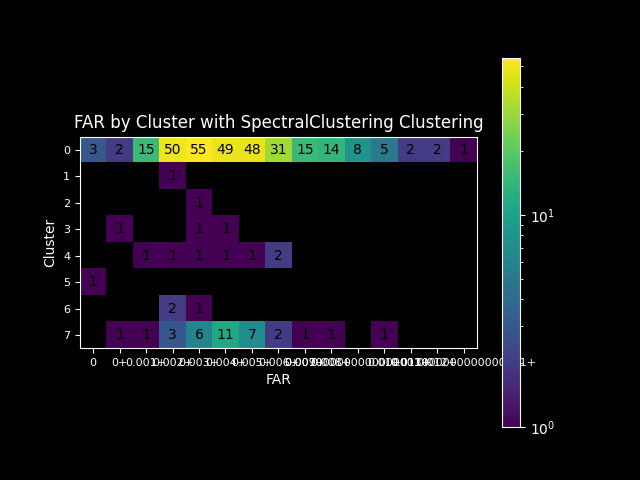 FAR by Cluster with SpectralClustering Clustering
0 3 2 15 50 55 49 48 31 15 14 8 5 2 2 1
1 1
2 1
3 1 1 1
4 1 1 1 1 1 2
5 1
6 2 1
7 1 1 3 6 11 7 2 1 1 1
Cluster
0 0+
FAR
10¹
10⁰